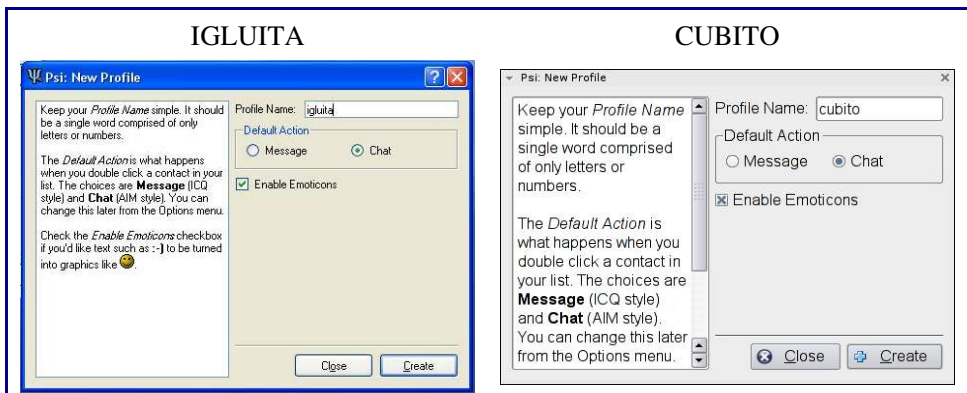 IGLUITA
CUBITO
Psi: New Profile
Keep your Profile Name simple. It should
be a single word comprised of only
letters or numbers.
The Default Action is what happens
when you double click a contact in your
list. The choices are Message (ICQ
style) and Chat (AIM style). You can
change this later from the Options menu.
Check the Enable Emoticons checkbox
if you'd like text such as :-) to be turned
into graphics like .
Profile Name: igluita
Default Action
Message Chat
Enable Emoticons
Close Create
Psi: New Profile
Keep your Profile Name
simple. It should be a
single word comprised
of only letters or
numbers.
The Default Action is
what happens when you
double click a contact in
your list. The choices are
Message (ICQ style)
and Chat (AIM style).
You can change this later
from the Options menu.
Profile Name: cubito
Default Action
Message Chat
Enable Emoticons
Close Create